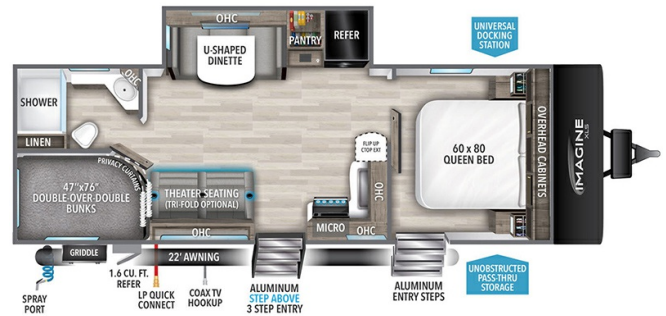 OHC
U-SHAPED
DINETTE
PANTRY
REFER
UNIVERSAL
DOCKING
STATION
OHC
SHOWER
LINEN
PRIVACY CURTAINS
47"x76"
DOUBLE-OVER-DOUBLE
BUNKS
THEATER SEATING
(TRI-FOLD OPTIONAL)
OHC
FLIP UP
CTOP EXT
OHC
MICRO
OHC
60 x 80
QUEEN BED
OVERHEAD CABINETS
IMAGINE
XLS
GRIDDLE
SPRAY
PORT
1.6 CU. FT.
REFER
22' AWNING
LP QUICK
CONNECT
COAX TV
HOOKUP
ALUMINUM
STEP ABOVE
3 STEP ENTRY
ALUMINUM
ENTRY STEPS
UNOBSTRUCTED
PASS-THRU
STORAGE